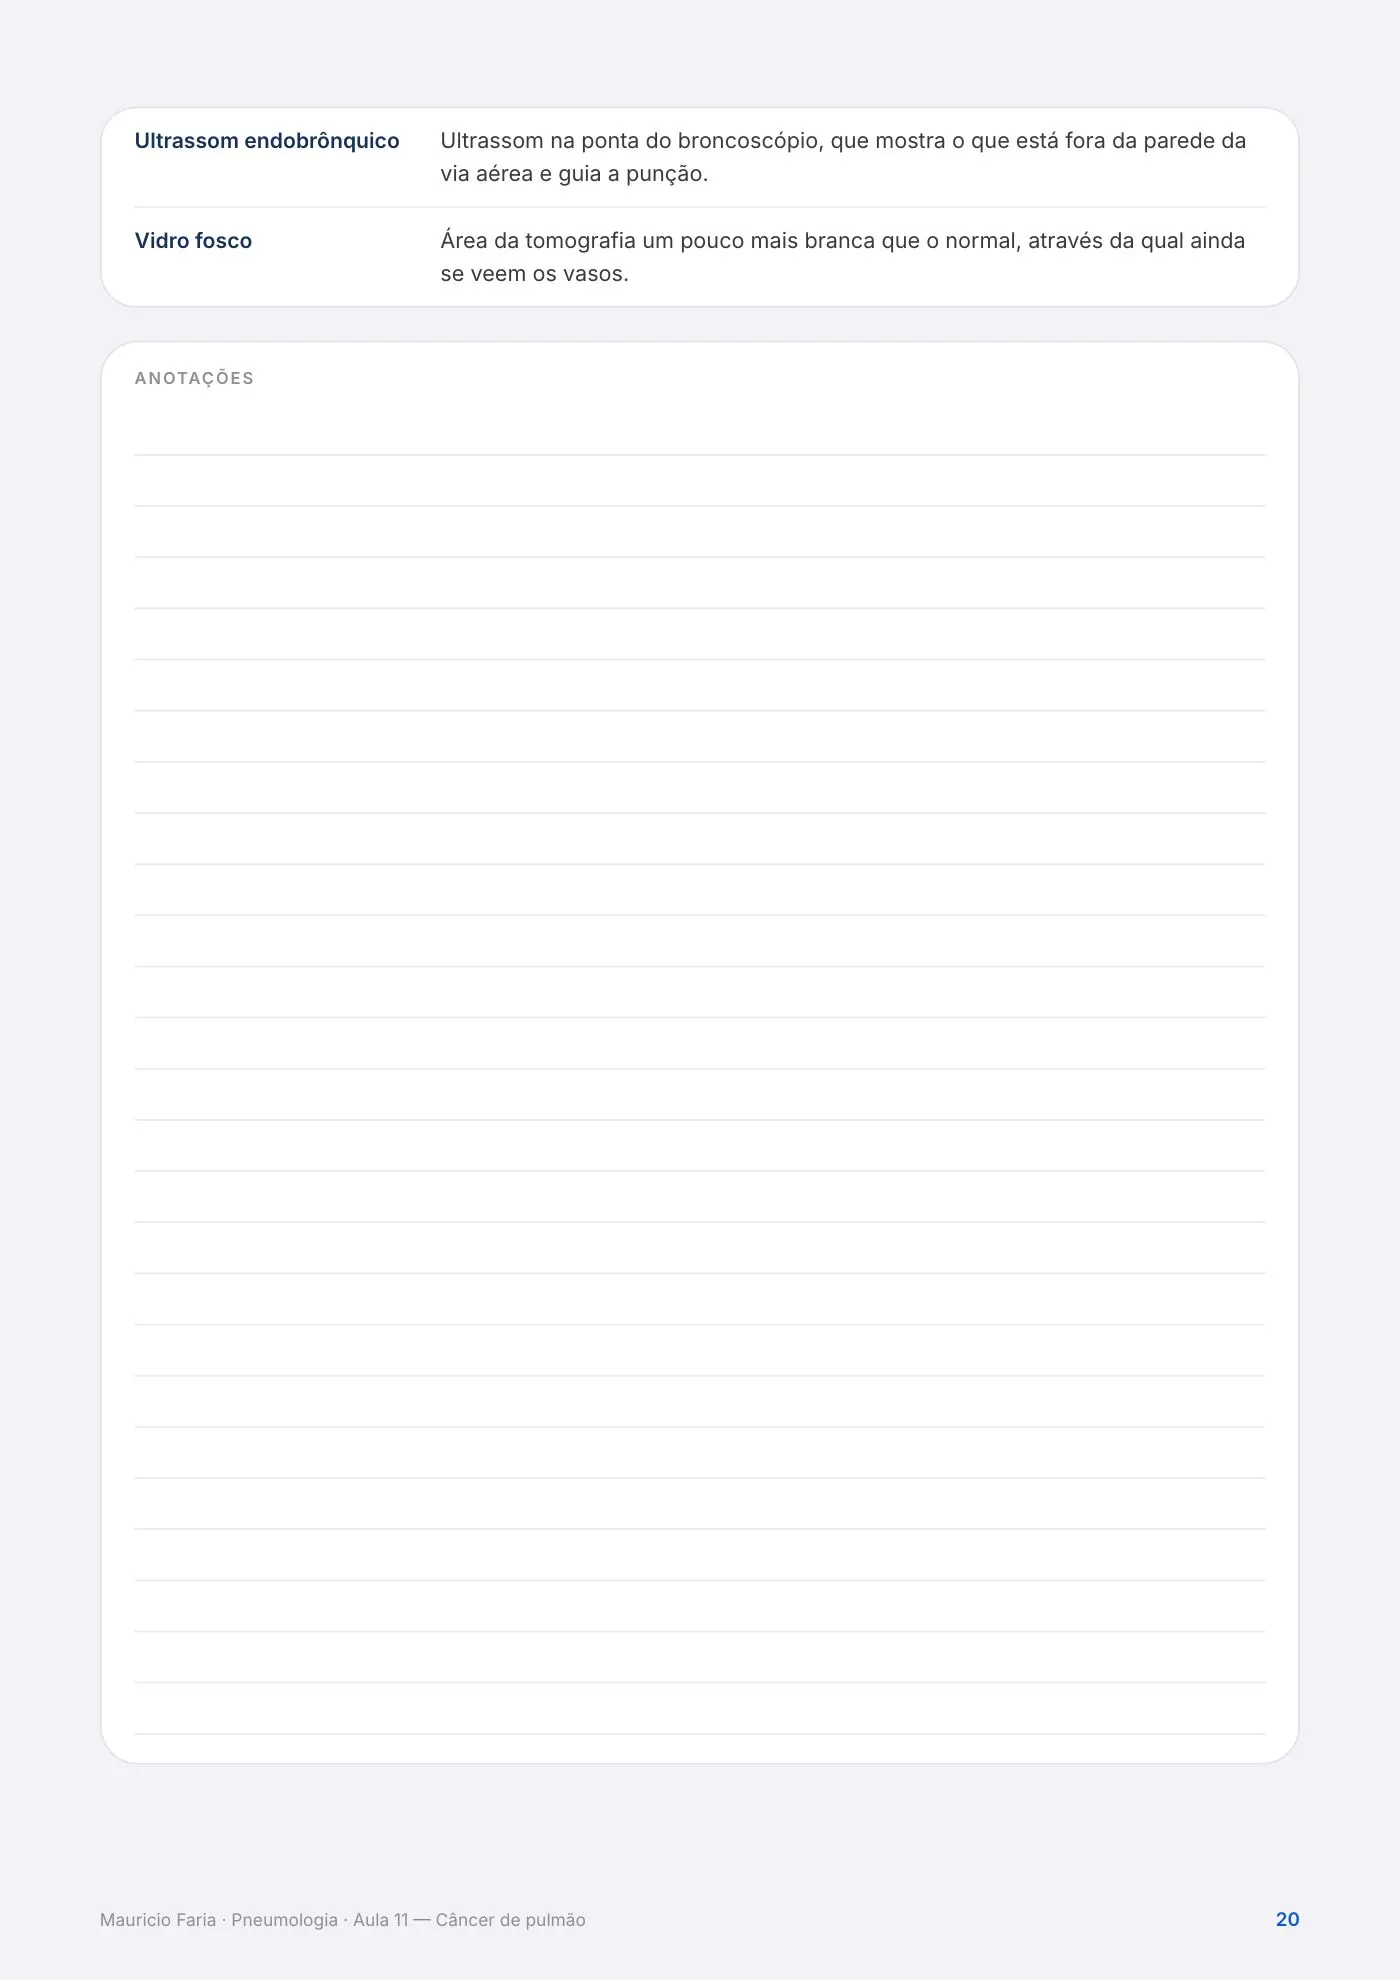 Ultrassom endobrônquico
Ultrassom na ponta do broncoscópio, que mostra o que está fora da parede da
via aérea e guia a punção.
Vidro fosco
Área da tomografia um pouco mais branca que o normal, através da qual ainda
se veem os vasos.
ANOTAÇÕES
Mauricio Faria · Pneumologia · Aula 11 — Câncer de pulmão
20